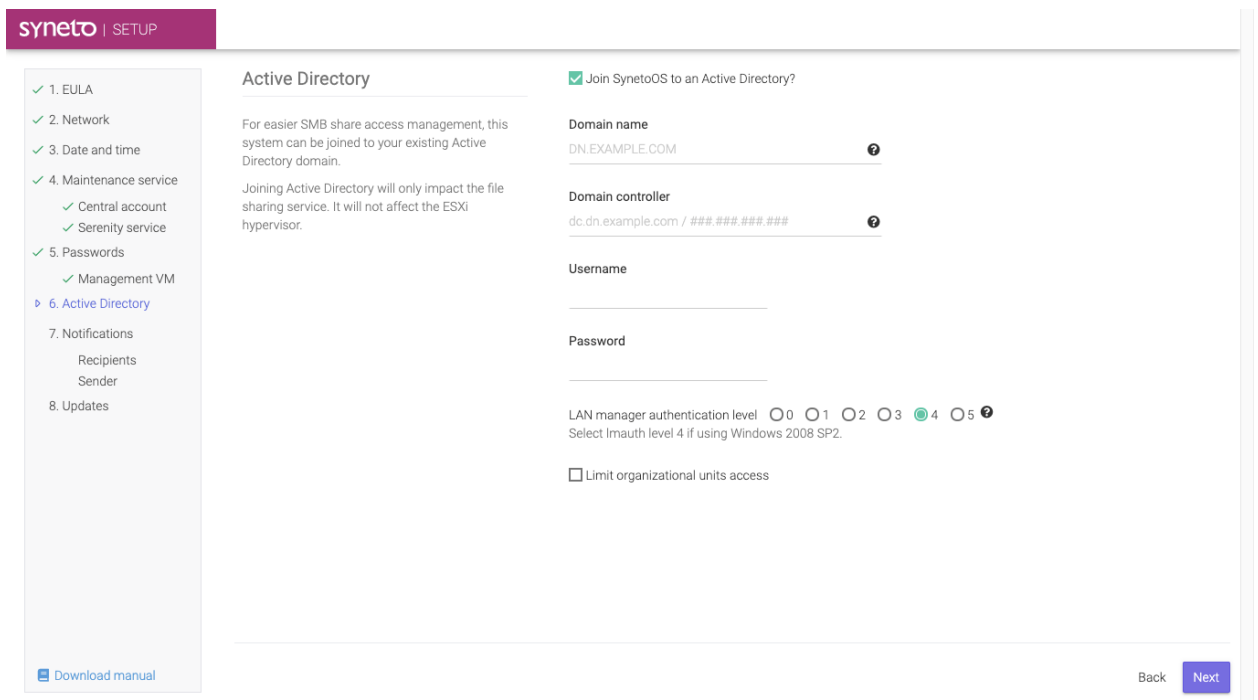 syneto | SETUP
1. EULA
2. Network
3. Date and time
4. Maintenance service
Central account
Serenity service
5. Passwords
Management VM
6. Active Directory
7. Notifications
Recipients
Sender
8. Updates
Download manual
Active Directory
For easier SMB share access management, this
system can be joined to your existing Active
Directory domain.
Joining Active Directory will only impact the file
sharing service. It will not affect the ESXi
hypervisor.
Join SynetoOS to an Active Directory?
Domain name
DN.EXAMPLE.COM
Domain controller
dc.dn.example.com / ###.###.###.###
Username
Password
LAN manager authentication level 0 1 2 3 4 5
Select lmauth level 4 if using Windows 2008 SP2.
Limit organizational units access
Back Next